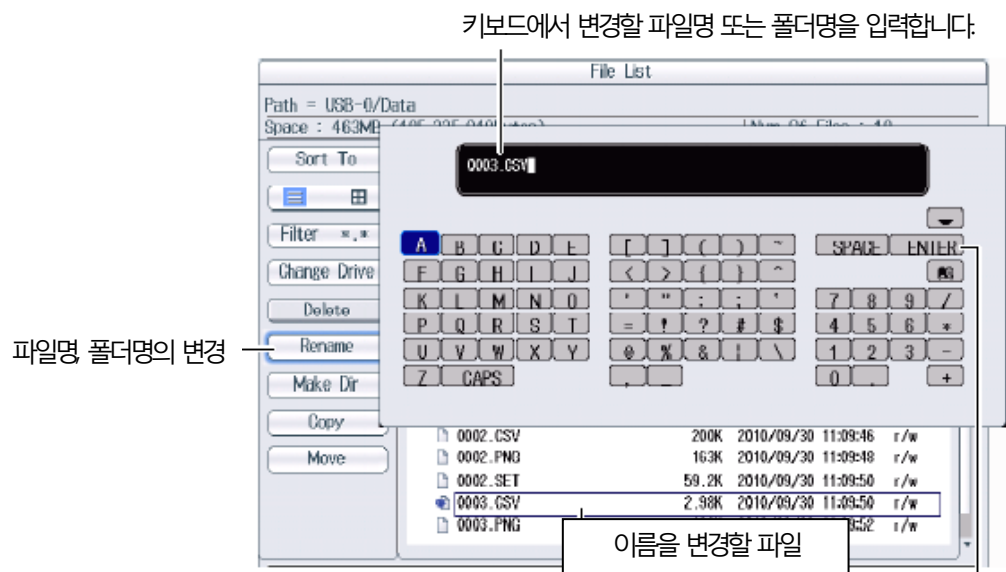 키보드에서 변경할 파일명 또는 폴더명을 입력합니다.
File List
Path = USB-0/Data
Space : 463MB
Num Of Files : 10
Sort To
0003.CSV
Filter *.*
A B C D E [ ] ( ) ~ SPACE ENTER
Change Drive
F G H I J < > { } ^ BS
Delete
K L M N O ' " : ; ` 7 8 9 /
P Q R S T = ! ? # $ 4 5 6 *
파일명, 폴더명의 변경
Rename
U V W X Y @ % & | \ 1 2 3 -
Make Dir
Z CAPS , _ 0 . +
Copy
0002.CSV 200K 2010/09/30 11:09:46 r/w
Move
0002.PNG 163K 2010/09/30 11:09:48 r/w
0002.SET 59.2K 2010/09/30 11:09:50 r/w
0003.CSV 2.98K 2010/09/30 11:09:50 r/w
0003.PNG r/w
이름을 변경할 파일